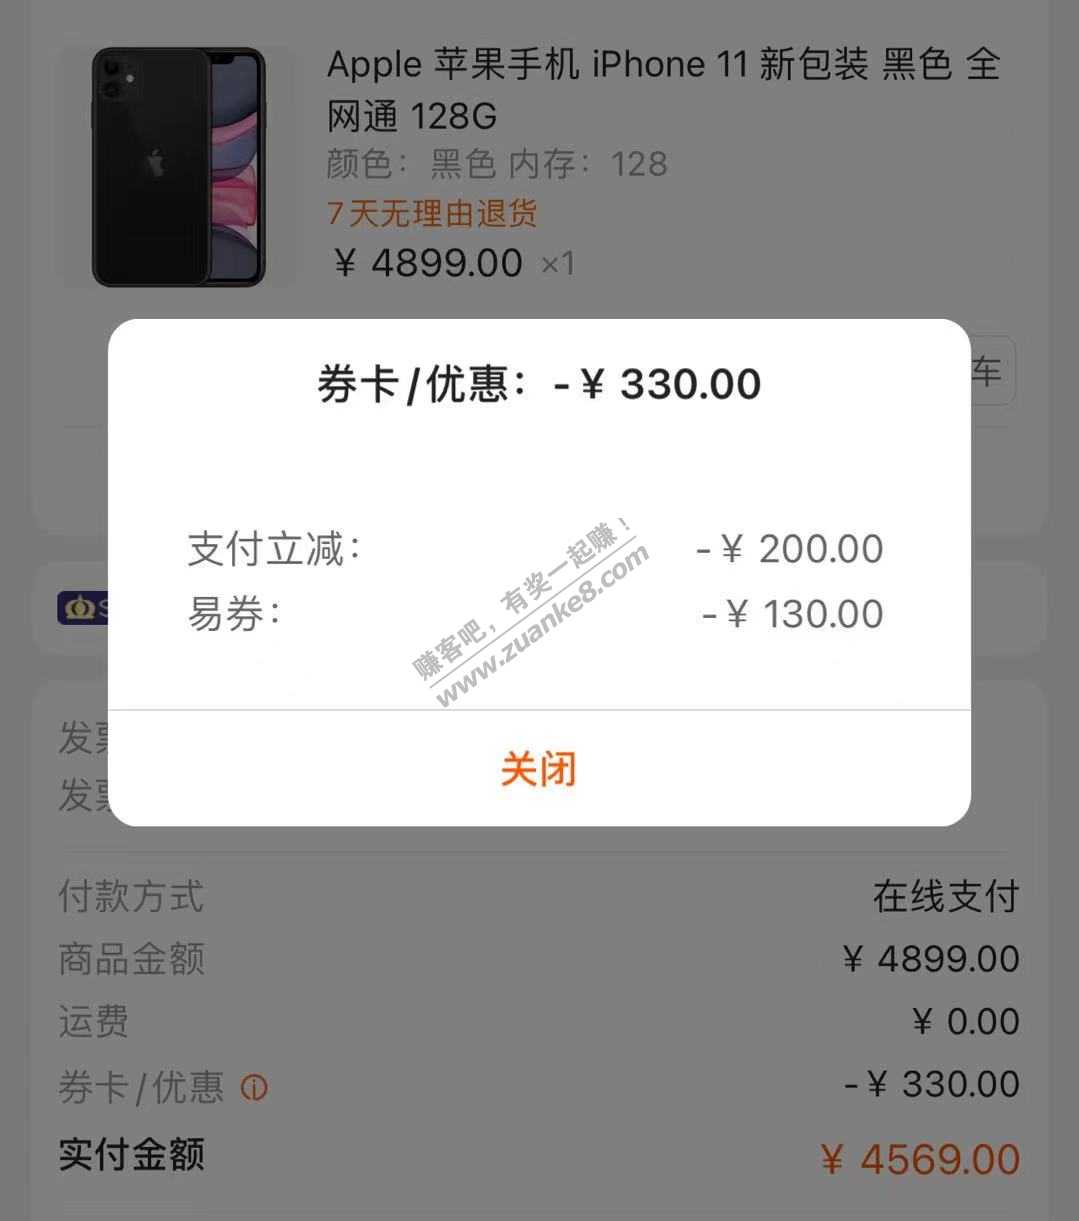 Apple 苹果手机 iPhone 11 新包装 黑色 全
网通 128G
颜色： 黑色 内存： 128
7天无理由退货
¥ 4899.00 ×1
车
券卡/优惠：-¥ 330.00
支付立减： -¥ 200.00
易券： -¥ 130.00
赚客吧，有奖一起赚！
www.zuanke8.com
关闭
S
发票
发票
付款方式 在线支付
商品金额 ¥ 4899.00
运费 ¥ 0.00
券卡/优惠 -¥ 330.00
实付金额 ¥ 4569.00